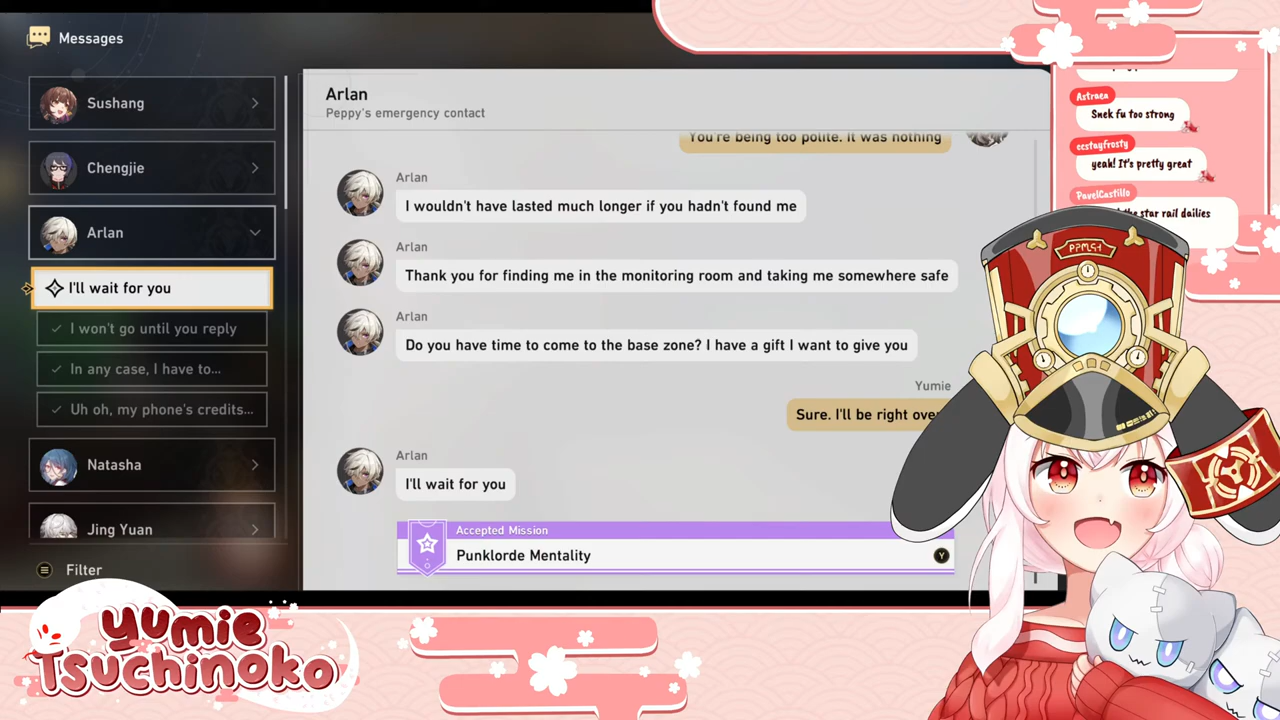 Messages
Sushang
Chengjie
Arlan
I'll wait for you
I won't go until you reply
In any case, I have to...
Uh oh, my phone's credits...
Natasha
Jing Yuan
Filter
Arlan
Peppy's emergency contact
You're being too polite. It was nothing
Arlan
I wouldn't have lasted much longer if you hadn't found me
Arlan
Thank you for finding me in the monitoring room and taking me somewhere safe
Arlan
Do you have time to come to the base zone? I have a gift I want to give you
Yumie
Sure. I'll be right over
Arlan
I'll wait for you
Accepted Mission
Punklorde Mentality
Y
Astraea
Snek fu too strong
ccstayfrosty
yeah! It's pretty great
PavelCastillo
the star rail dailies
Yumie
Tsuchinoko